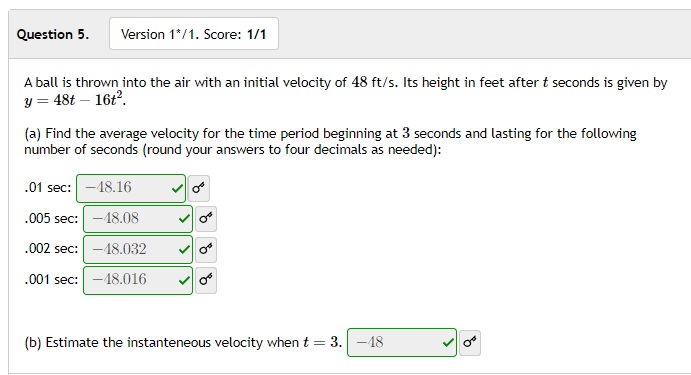 Question 5. Version 1*/1. Score: 1/1
A ball is thrown into the air with an initial velocity of 48 ft/s. Its height in feet after t seconds is given by
y = 48t − 16t².
(a) Find the average velocity for the time period beginning at 3 seconds and lasting for the following
number of seconds (round your answers to four decimals as needed):
.01 sec: −48.16
.005 sec: −48.08
.002 sec: −48.032
.001 sec: −48.016
(b) Estimate the instanteneous velocity when t = 3. −48